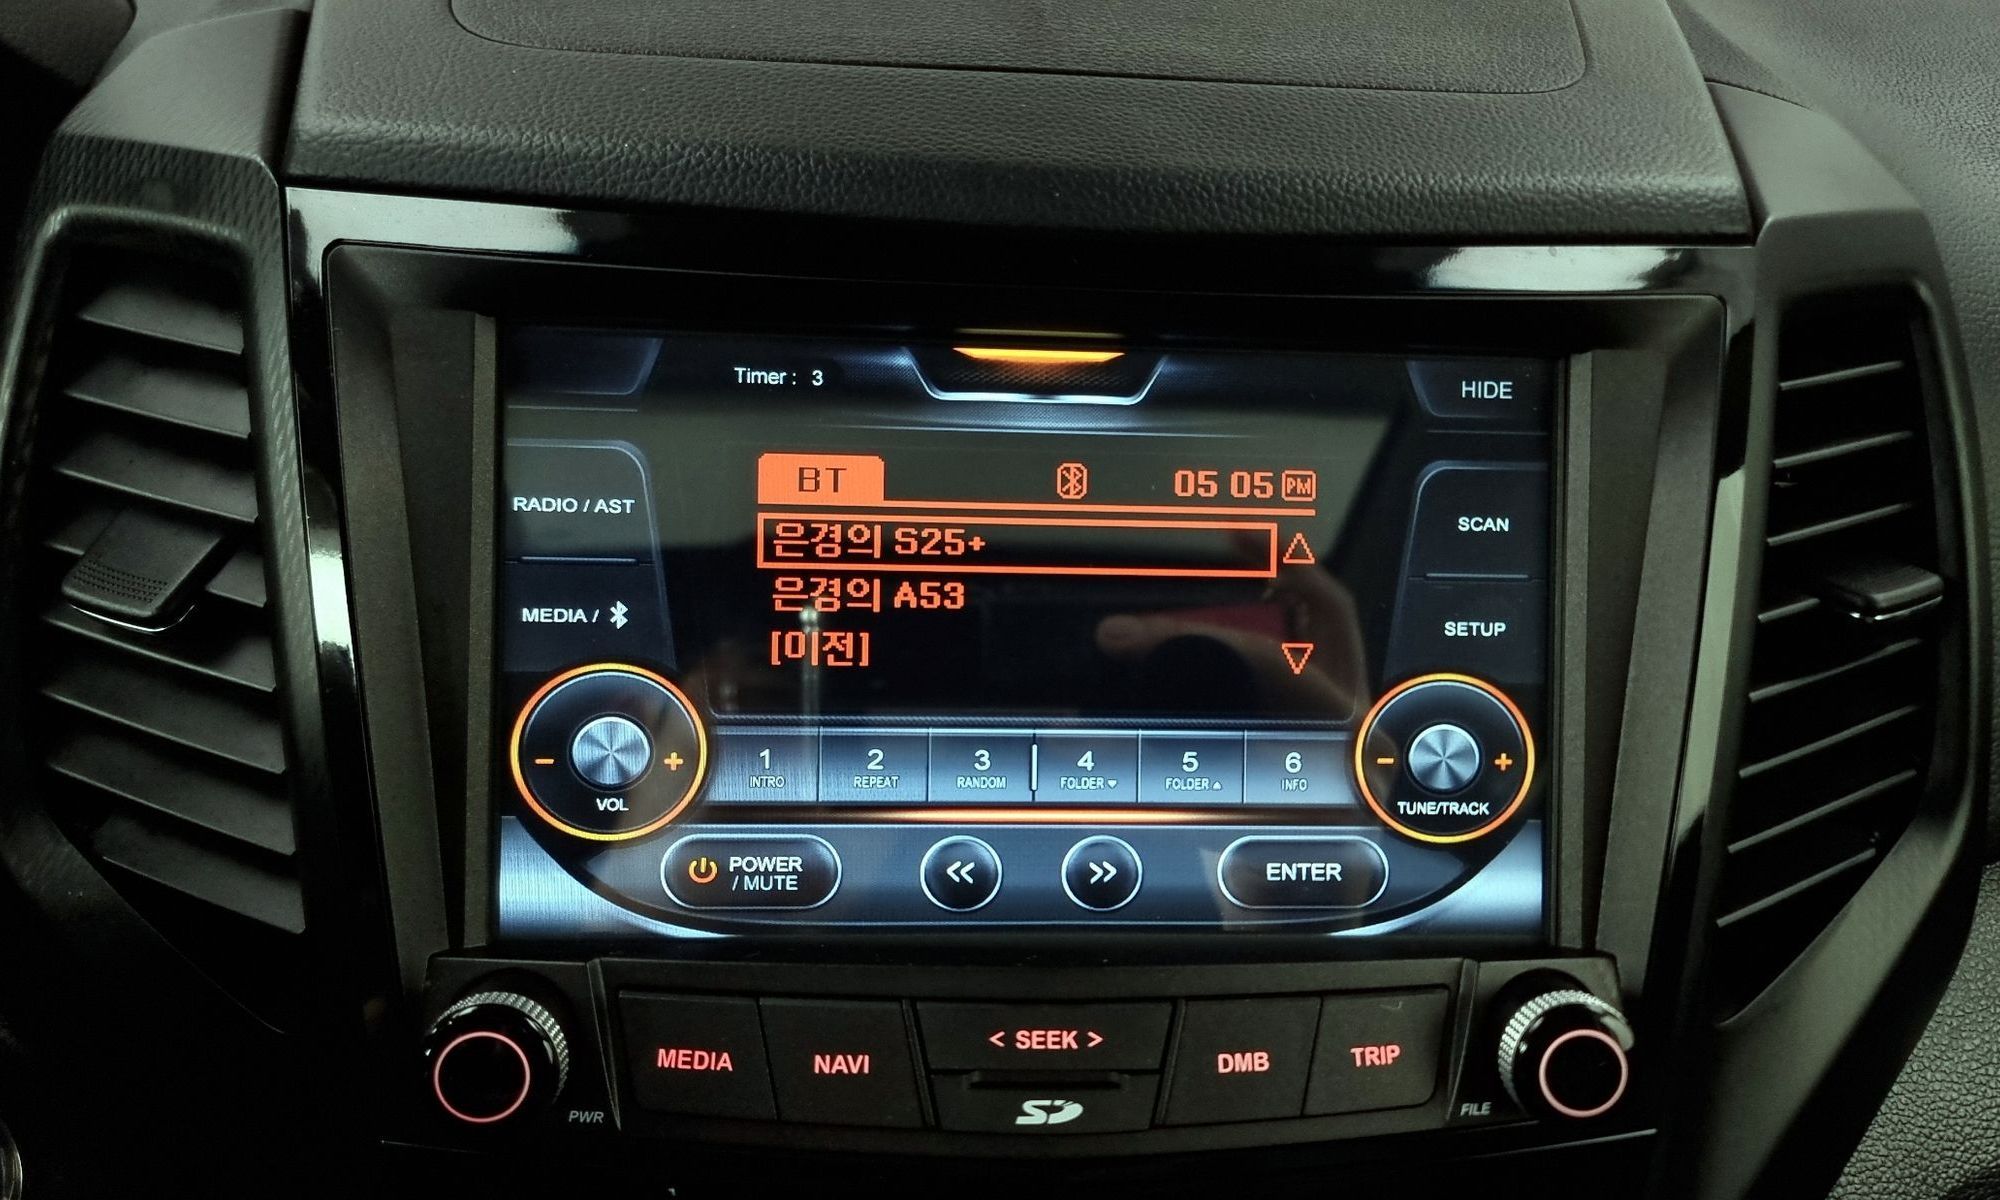 Timer : 3
HIDE
BT 05 05 PM
RADIO / AST
은경의 S25+
SCAN
은경의 A53
MEDIA /
SETUP
[이전]
- + VOL
1 INTRO
2 REPEAT
3 RANDOM
4 FOLDER ▼
5 FOLDER ▲
6 INFO
- + TUNE/TRACK
POWER
/ MUTE
<<
>>
ENTER
MEDIA
NAVI
< SEEK >
DMB
TRIP
PWR
SD
FILE